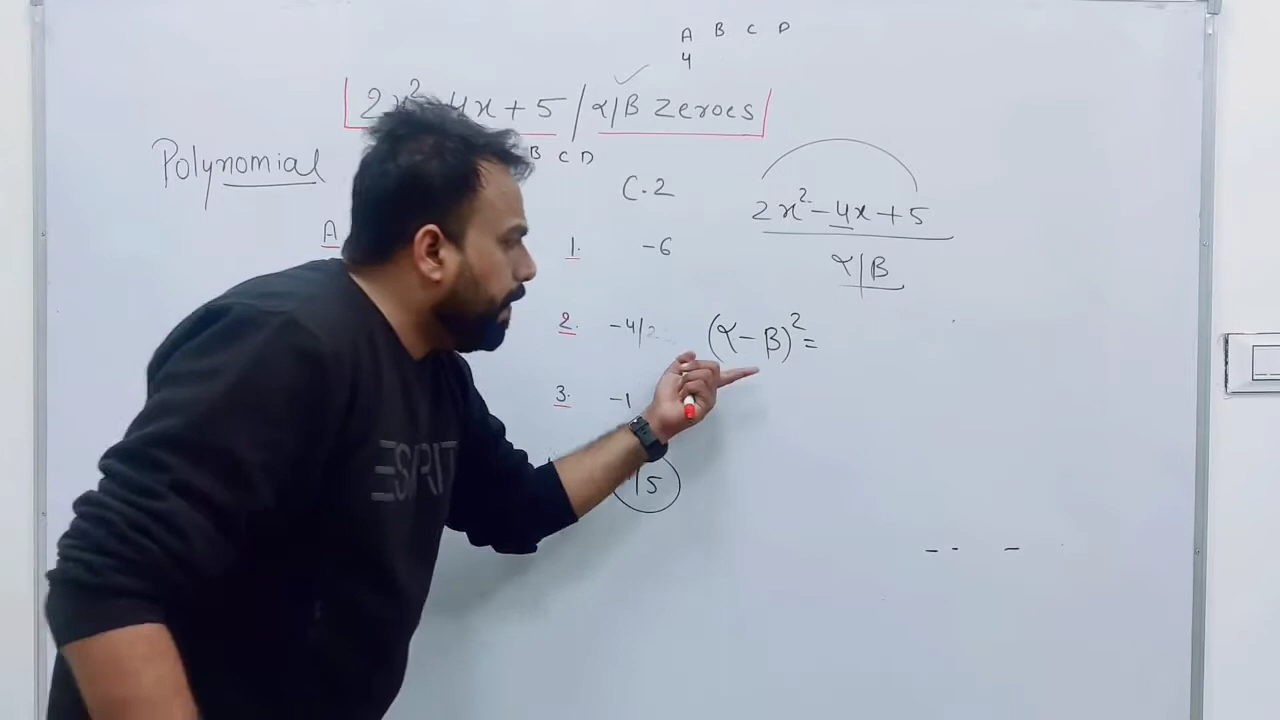 A B C D
4
2x² - 4x + 5 / α/β zeroes
B C D
Polynomial
C.2
2x² - 4x + 5
A
1. -6
α/β
2. -4/2
(α - β)² =
3. -1
/5